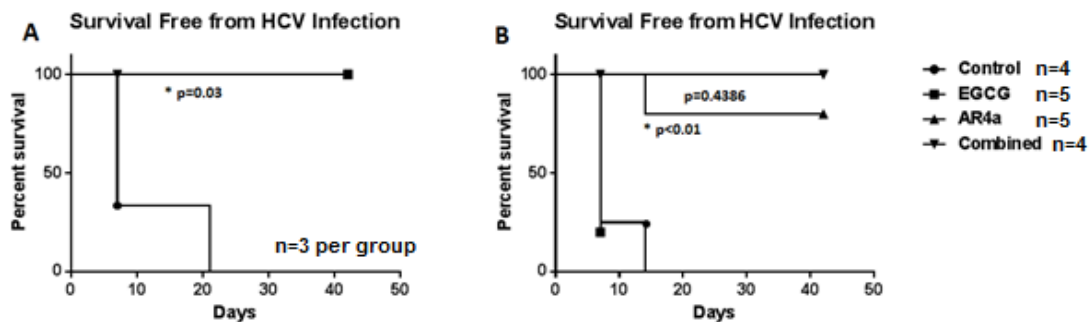 A
Survival Free from HCV Infection
Percent survival
100
50
0
* p=0.03
n=3 per group
0 10 20 30 40 50
Days
B
Survival Free from HCV Infection
Percent survival
100
50
0
p=0.4386
* p<0.01
0 10 20 30 40 50
Days
Control n=4
EGCG n=5
AR4a n=5
Combined n=4